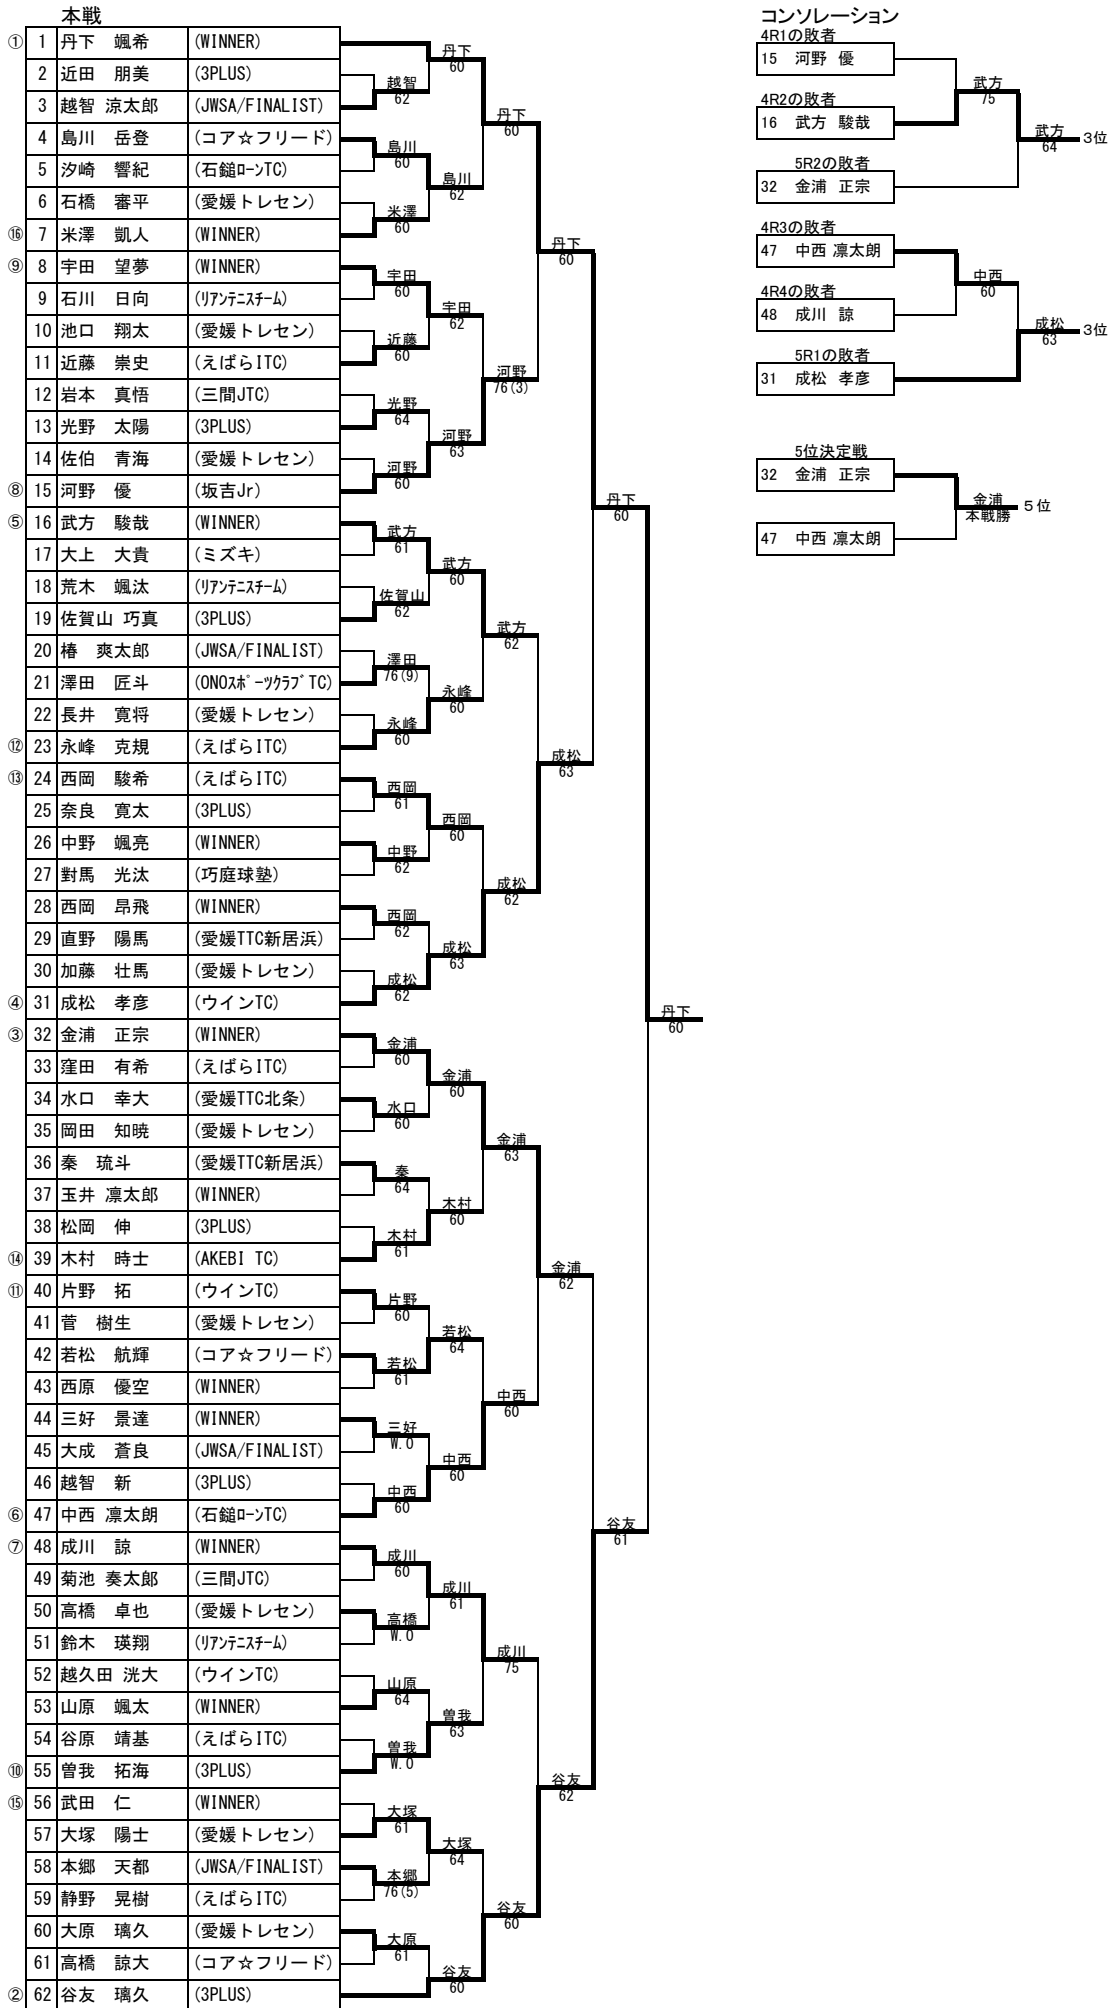 本戦
① 1 丹下 颯希 (WINNER)
2 近田 朋美 (3PLUS)
3 越智 涼太郎 (JWSA/FINALIST)
4 島川 岳登 (コア☆フリード)
5 汐崎 響紀 (石鎚ローンTC)
6 石橋 審平 (愛媛トレセン)
⑯ 7 米澤 凱人 (WINNER)
⑨ 8 宇田 望夢 (WINNER)
9 石川 日向 (リアンテニスチーム)
10 池口 翔太 (愛媛トレセン)
11 近藤 崇史 (えばらITC)
12 岩本 真悟 (三間JTC)
13 光野 太陽 (3PLUS)
14 佐伯 青海 (愛媛トレセン)
⑧ 15 河野 優 (坂吉Jr)
⑤ 16 武方 駿哉 (WINNER)
17 大上 大貴 (ミズキ)
18 荒木 颯汰 (リアンテニスチーム)
19 佐賀山 巧真 (3PLUS)
20 椿 爽太郎 (JWSA/FINALIST)
21 澤田 匠斗 (ONOスポーツクラブTC)
22 長井 寛将 (愛媛トレセン)
⑫ 23 永峰 克規 (えばらITC)
⑬ 24 西岡 駿希 (えばらITC)
25 奈良 寛太 (3PLUS)
26 中野 颯亮 (WINNER)
27 對馬 光汰 (巧庭球塾)
28 西岡 昂飛 (WINNER)
29 直野 陽馬 (愛媛TTC新居浜)
30 加藤 壮馬 (愛媛トレセン)
④ 31 成松 孝彦 (ウインTC)
③ 32 金浦 正宗 (WINNER)
33 窪田 有希 (えばらITC)
34 水口 幸大 (愛媛TTC北条)
35 岡田 知暁 (愛媛トレセン)
36 秦 琉斗 (愛媛TTC新居浜)
37 玉井 凛太郎 (WINNER)
38 松岡 伸 (3PLUS)
⑭ 39 木村 時士 (AKEBI TC)
⑪ 40 片野 拓 (ウインTC)
41 菅 樹生 (愛媛トレセン)
42 若松 航輝 (コア☆フリード)
43 西原 優空 (WINNER)
44 三好 景達 (WINNER)
45 大成 蒼良 (JWSA/FINALIST)
46 越智 新 (3PLUS)
⑥ 47 中西 凛太朗 (石鎚ローンTC)
⑦ 48 成川 諒 (WINNER)
49 菊池 奏太郎 (三間JTC)
50 高橋 卓也 (愛媛トレセン)
51 鈴木 瑛翔 (リアンテニスチーム)
52 越久田 洸大 (ウインTC)
53 山原 颯太 (WINNER)
54 谷原 靖基 (えばらITC)
⑩ 55 曽我 拓海 (3PLUS)
⑮ 56 武田 仁 (WINNER)
57 大塚 陽士 (愛媛トレセン)
58 本郷 天都 (JWSA/FINALIST)
59 静野 晃樹 (えばらITC)
60 大原 璃久 (愛媛トレセン)
61 高橋 諒大 (コア☆フリード)
② 62 谷友 璃久 (3PLUS)
越智
62
島川
60
米澤
60
宇田
60
近藤
60
光野
64
河野
60
武方
61
佐賀山
62
澤田
76(9)
永峰
60
西岡
61
中野
62
西岡
62
成松
62
金浦
60
水口
60
秦
64
木村
61
片野
60
若松
61
三好
W.O
中西
60
成川
60
高橋
W.O
山原
64
曽我
W.O
大塚
61
本郷
76(5)
大原
61
丹下
60
島川
62
宇田
62
河野
63
武方
60
永峰
60
西岡
60
成松
63
金浦
60
木村
60
若松
64
中西
60
成川
61
曽我
63
大塚
64
谷友
60
丹下
60
河野
76(3)
武方
62
成松
62
金浦
63
中西
60
成川
75
谷友
60
丹下
60
成松
63
金浦
62
谷友
62
丹下
60
谷友
61
丹下
60
コンソレーション
4R1の敗者
15 河野 優
武方
75
4R2の敗者
16 武方 駿哉
武方
64
3位
5R2の敗者
32 金浦 正宗
4R3の敗者
47 中西 凛太朗
中西
60
4R4の敗者
48 成川 諒
成松
63
3位
5R1の敗者
31 成松 孝彦
5位決定戦
32 金浦 正宗
金浦
本戦勝
5位
47 中西 凛太朗